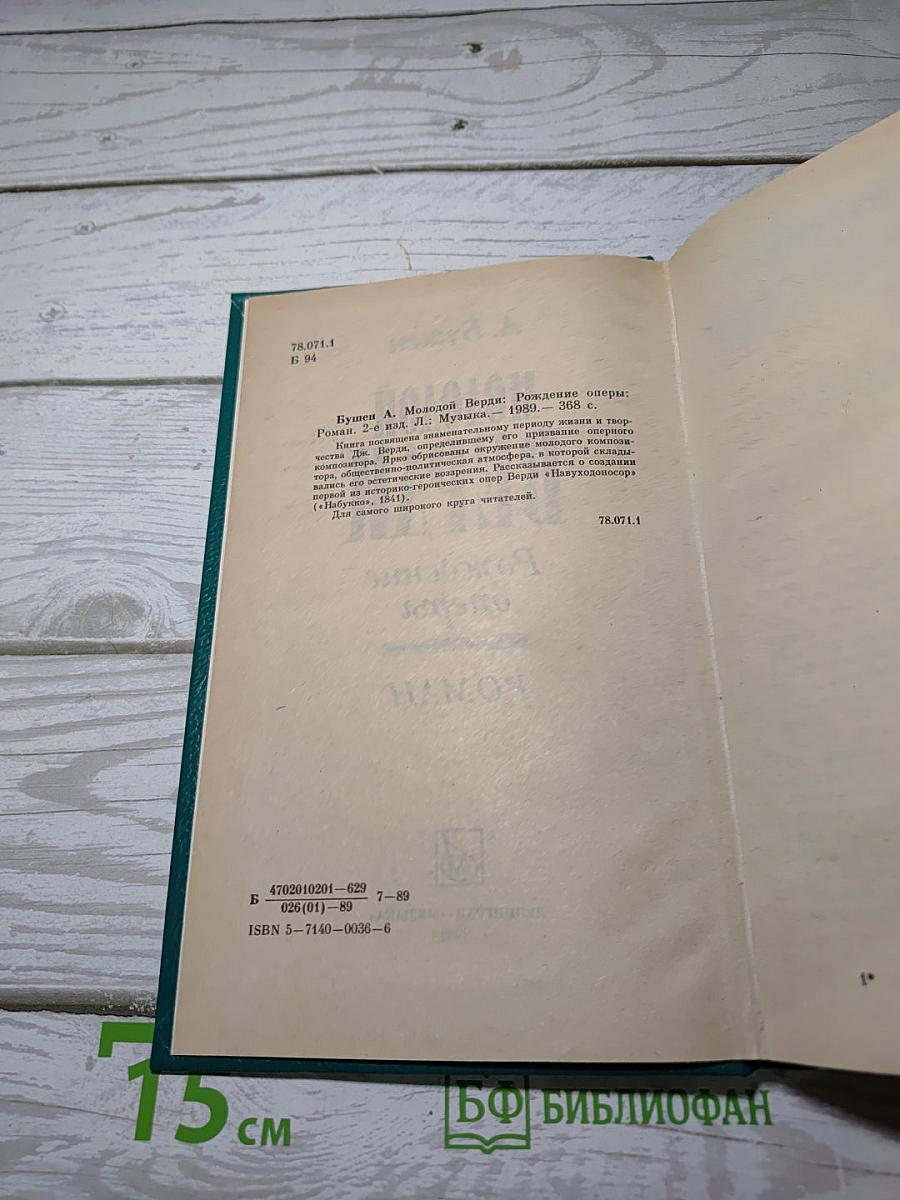 78.071.1
Б 94
Бушен А. Молодой Верди: Рождение оперы:
Роман. 2-е изд. Л.: Музыка.— 1989.— 368 с.
Книга посвящена знаменательному периоду жизни и твор-
чества Дж. Верди, определившему его призвание оперного
композитора. Ярко обрисованы окружение молодого компози-
тора, общественно-политическая атмосфера, в которой склады-
вались его эстетические воззрения. Рассказывается о создании
первой из историко-героических опер Верди «Навуходоносор»
(«Набукко», 1841).
Для самого широкого круга читателей.
78.071.1
Б 4702010201—629
026(01)—89 7—89
ISBN 5—7140—0036—6
1*
15 см
БФ БИБЛИОФАН